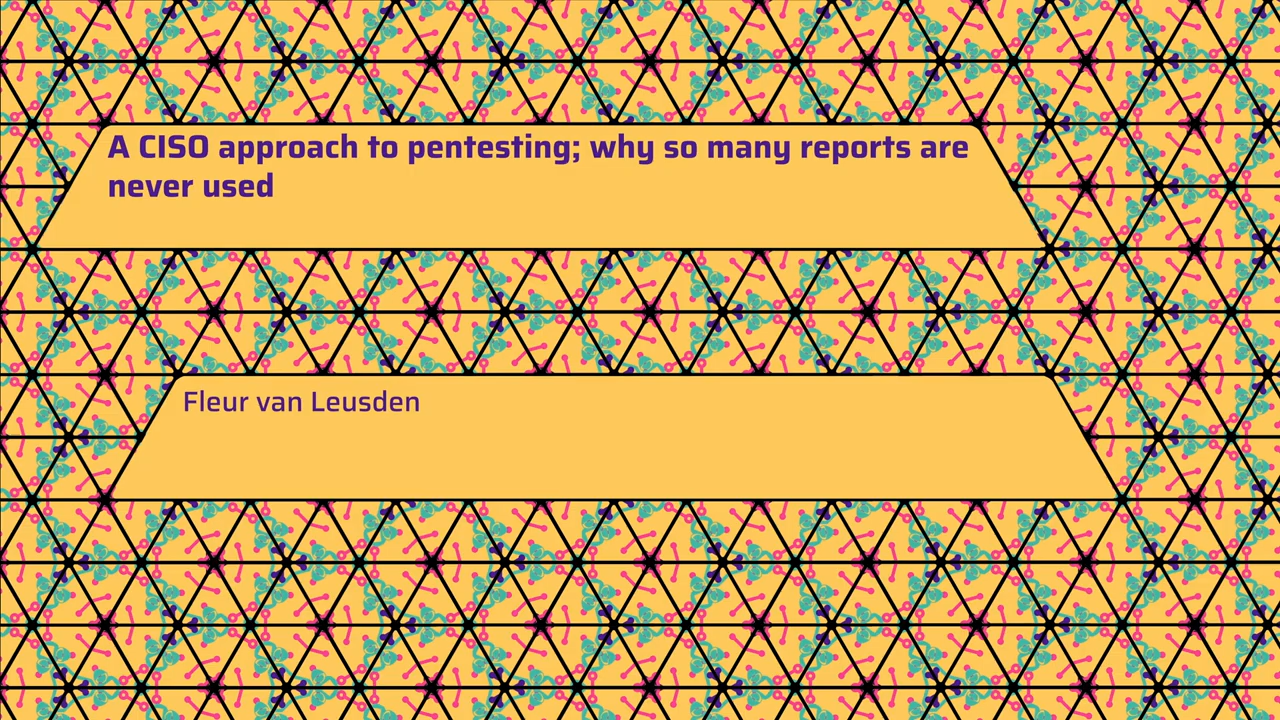 A CISO approach to pentesting; why so many reports are
never used
Fleur van Leusden